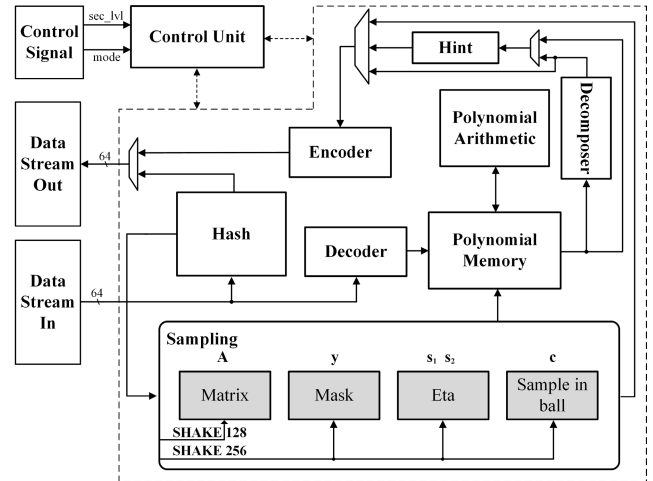 Control
Signal
sec_lvl
mode
Control Unit
Hint
Decomposer
Polynomial
Arithmetic
Data
Stream
Out
64
Encoder
Hash
Decoder
Polynomial
Memory
Data
Stream
In
64
Sampling
A
y
s₁ s₂
c
Matrix
Mask
Eta
Sample in
ball
SHAKE 128
SHAKE 256